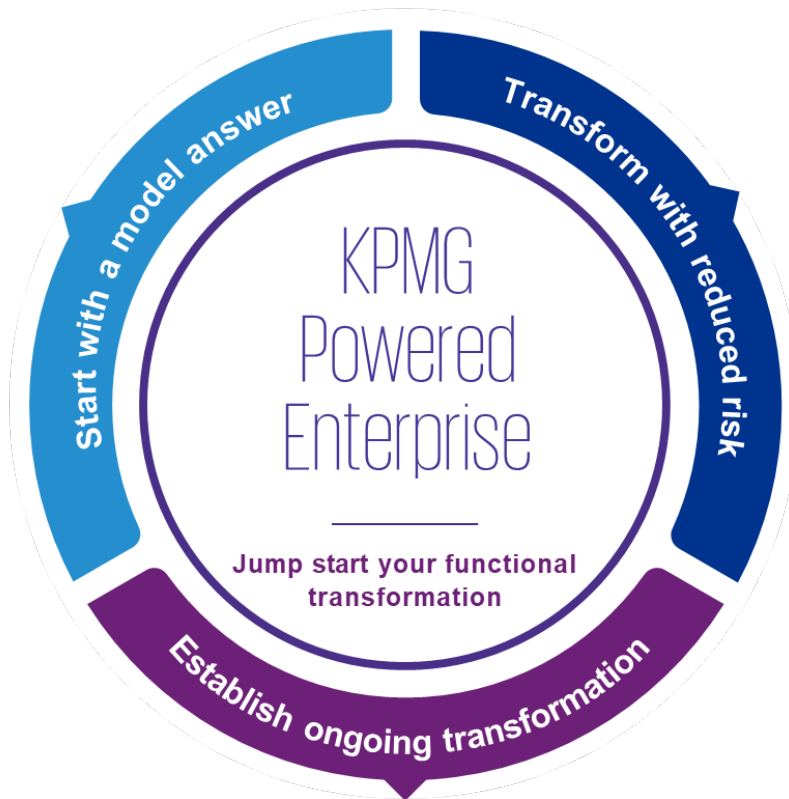 Start with a model answer
Transform with reduced risk
KPMG
Powered
Enterprise
Jump start your functional
transformation
Establish ongoing transformation